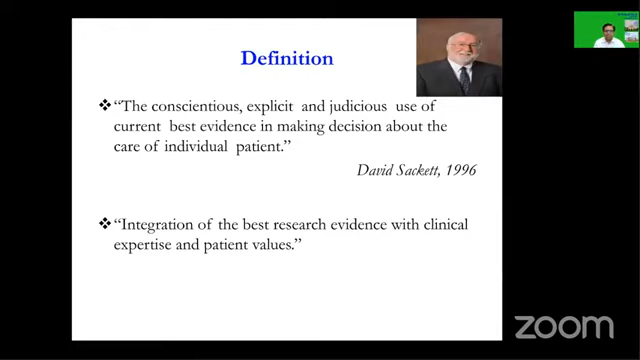 Definition
❖“The conscientious, explicit and judicious use of
current best evidence in making decision about the
care of individual patient.”
David Sackett, 1996
❖“Integration of the best research evidence with clinical
expertise and patient values.”
zoom